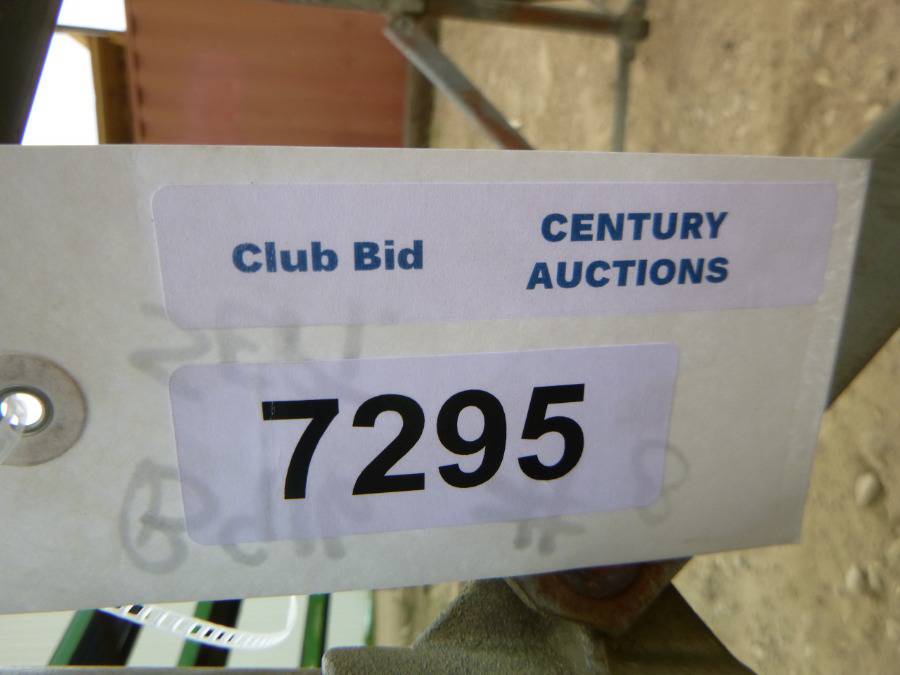 Club Bid
CENTURY
AUCTIONS
7295